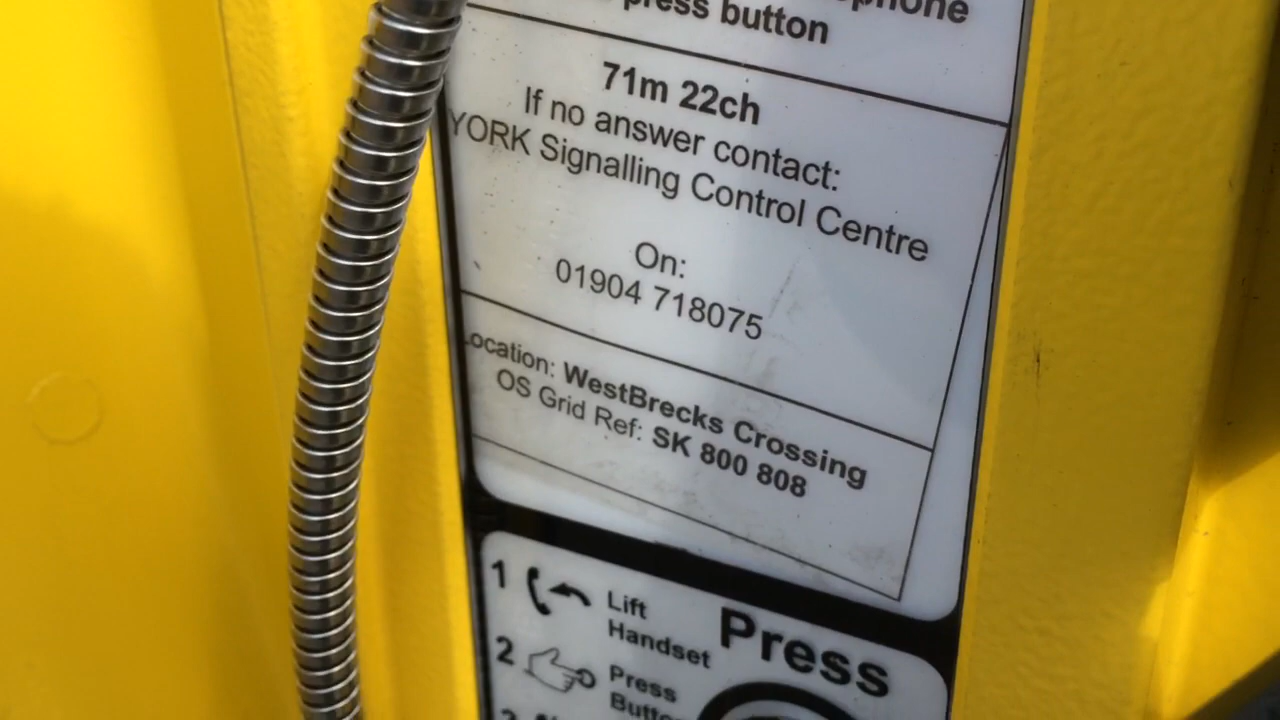 press button
71m 22ch
If no answer contact:
YORK Signalling Control Centre
On:
01904 718075
Location: WestBrecks Crossing
OS Grid Ref: SK 800 808
1 Lift
Handset
Press
2 Press
Button